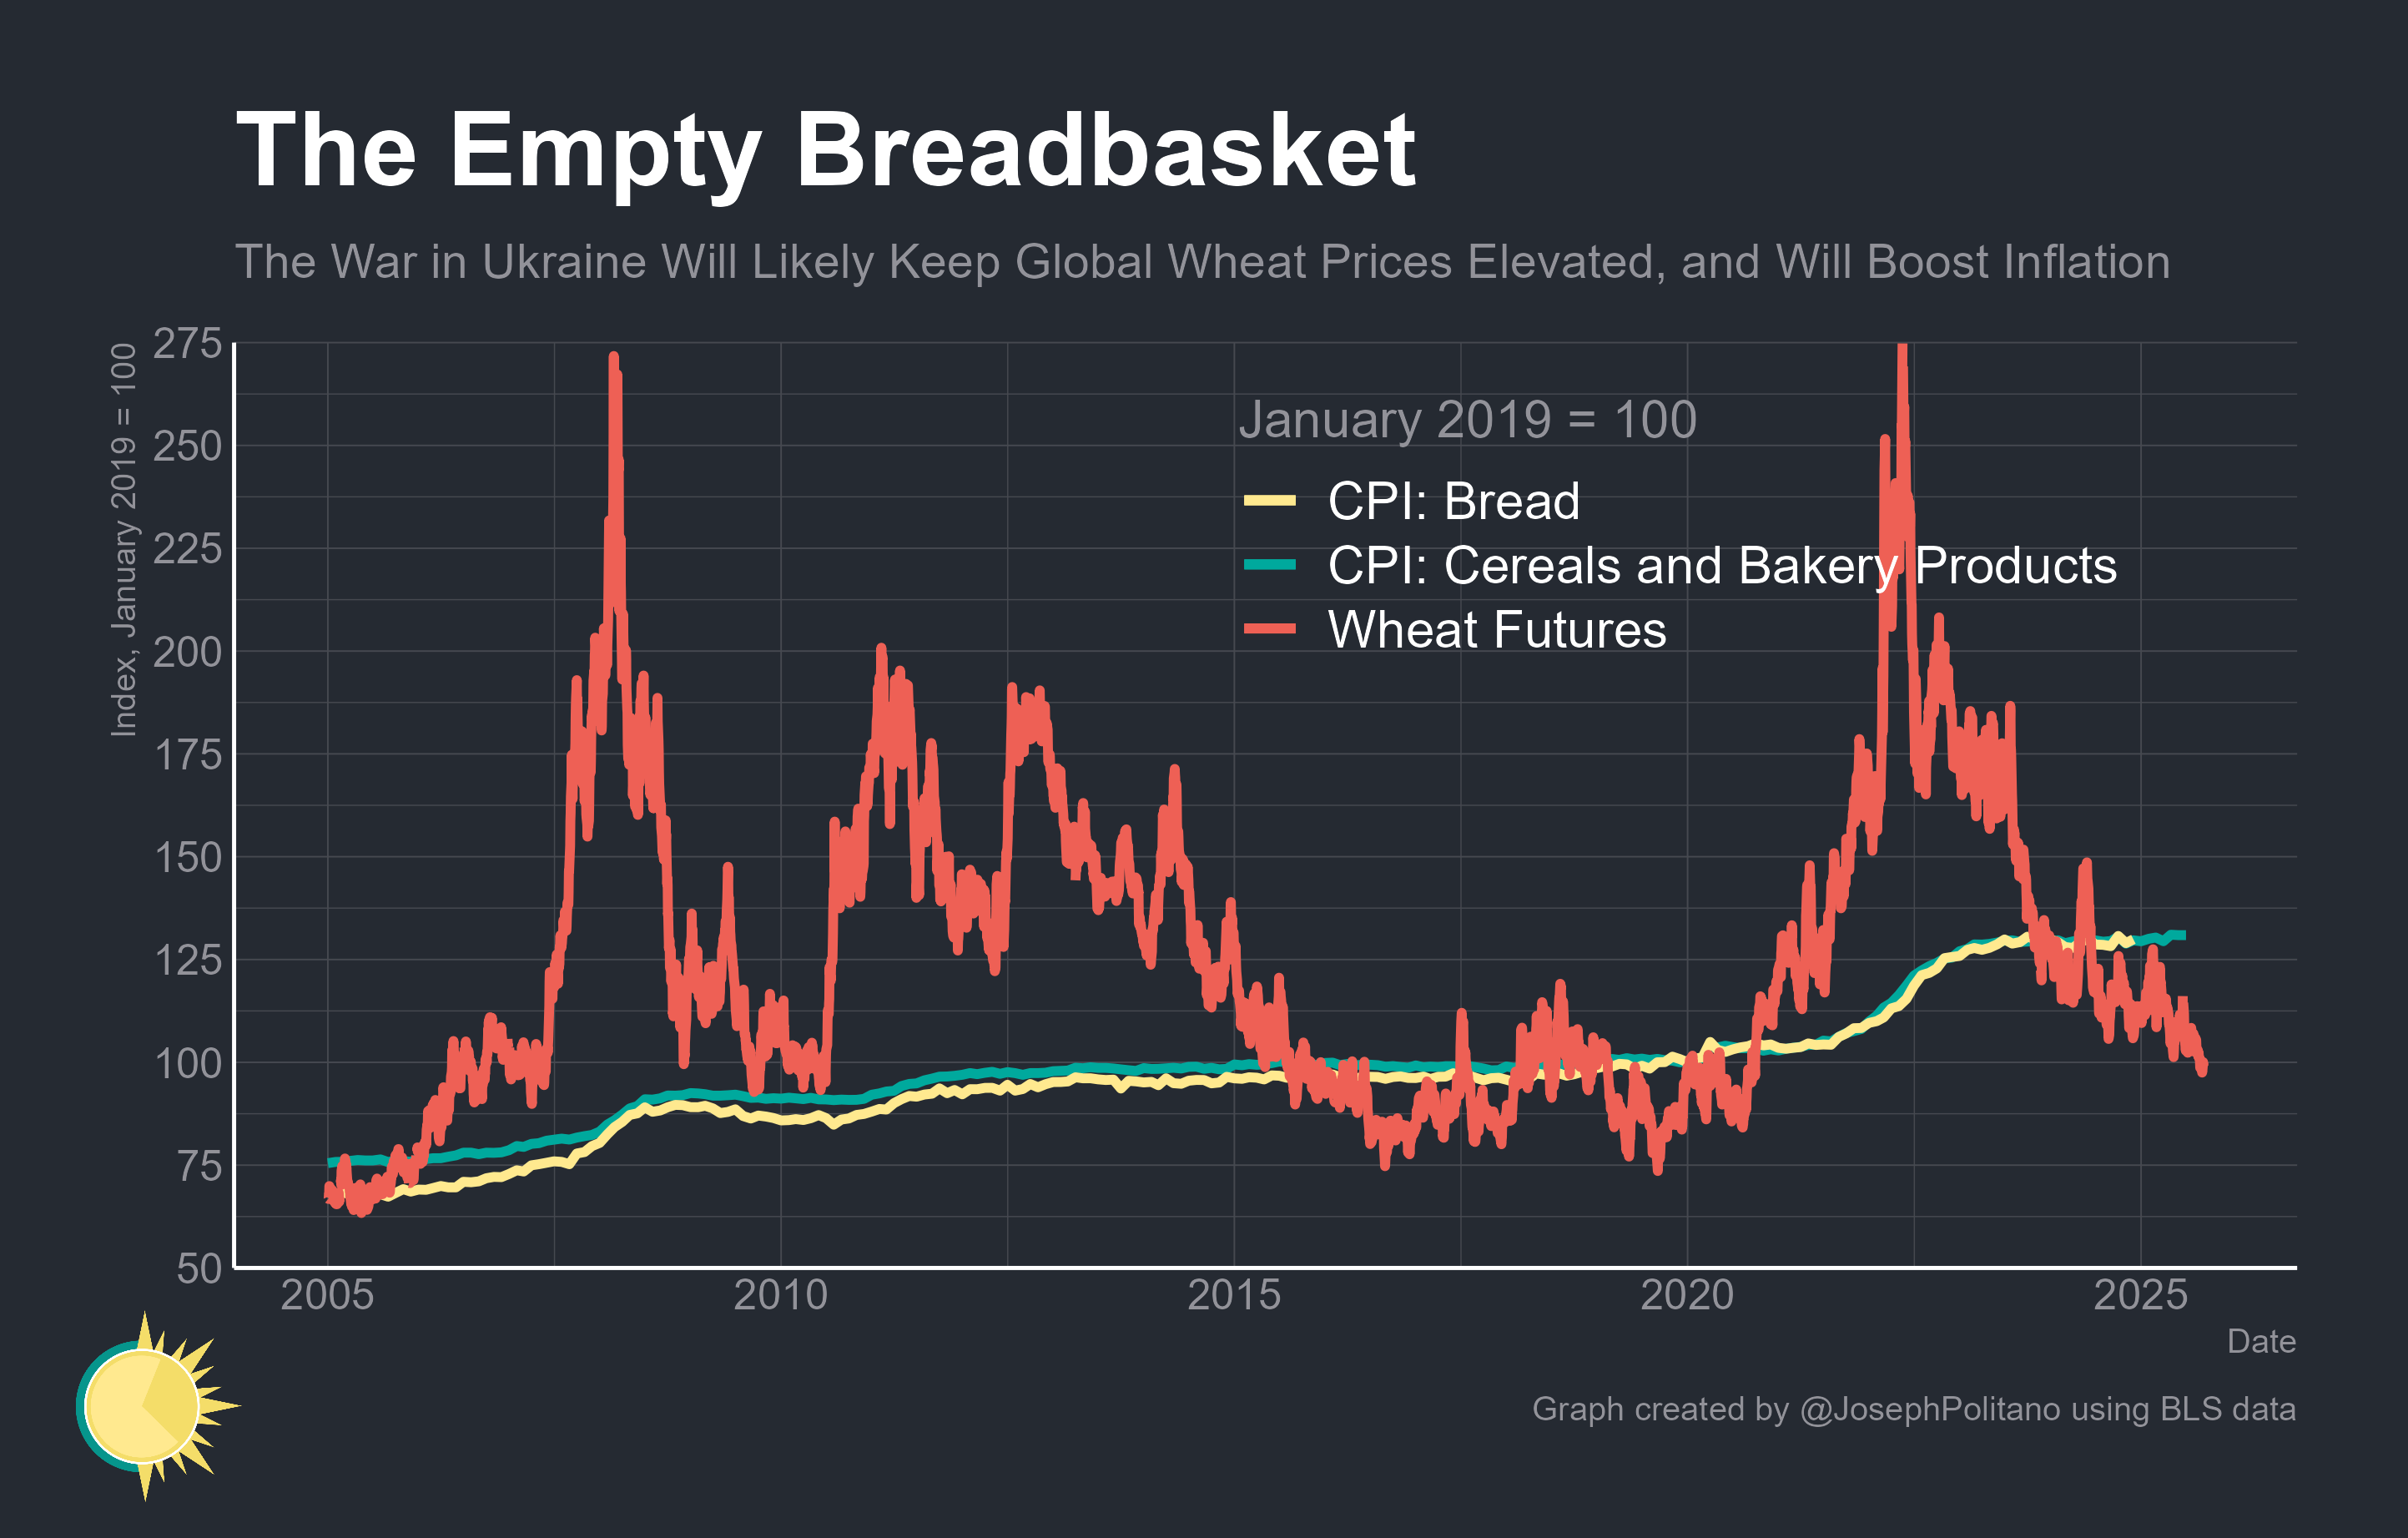 The Empty Breadbasket
The War in Ukraine Will Likely Keep Global Wheat Prices Elevated, and Will Boost Inflation
Index, January 2019 = 100
275
250
225
200
175
150
125
100
75
50
January 2019 = 100
CPI: Bread
CPI: Cereals and Bakery Products
Wheat Futures
2005 2010 2015 2020 2025
Date
Graph created by @JosephPolitano using BLS data